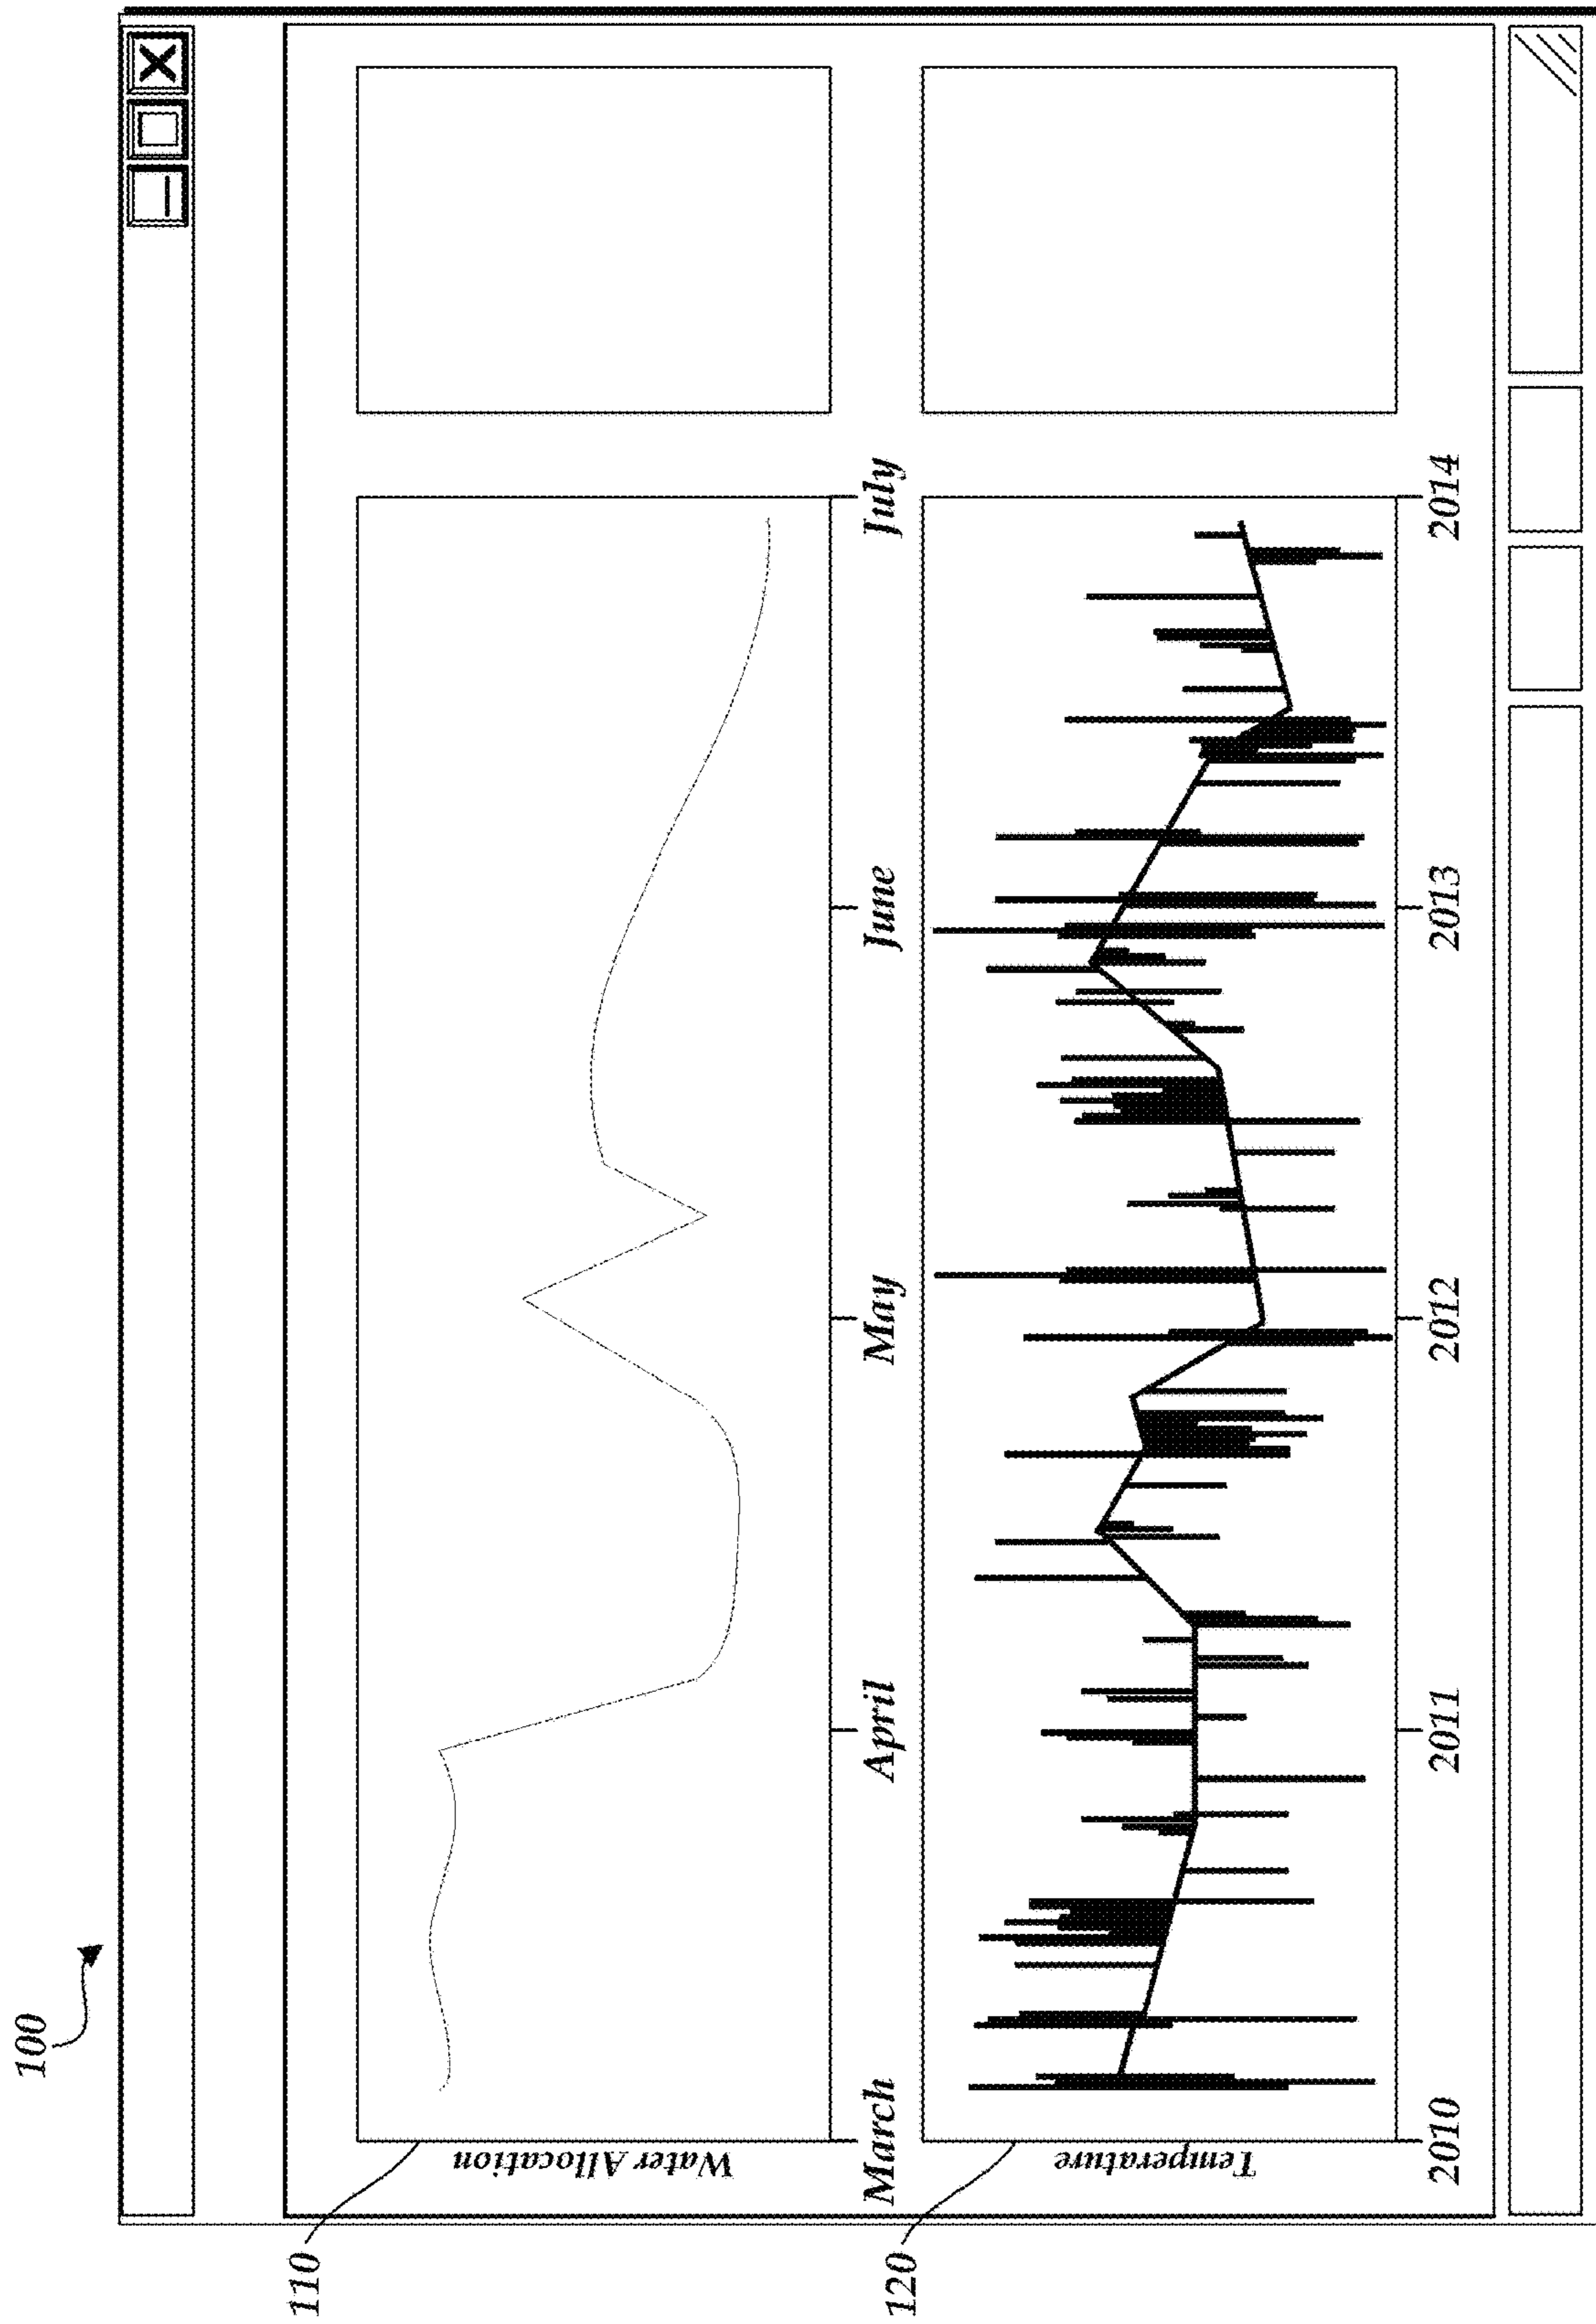 100
110
Water Allocation
March April May June July
120
Temperature
2010 2011 2012 2013 2014